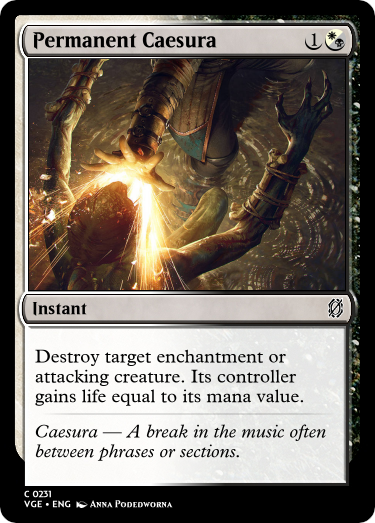 Permanent Caesura
1
Instant
Destroy target enchantment or
attacking creature. Its controller
gains life equal to its mana value.
Caesura — A break in the music often
between phrases or sections.
C 0231
VGE • ENG Anna Podedworna